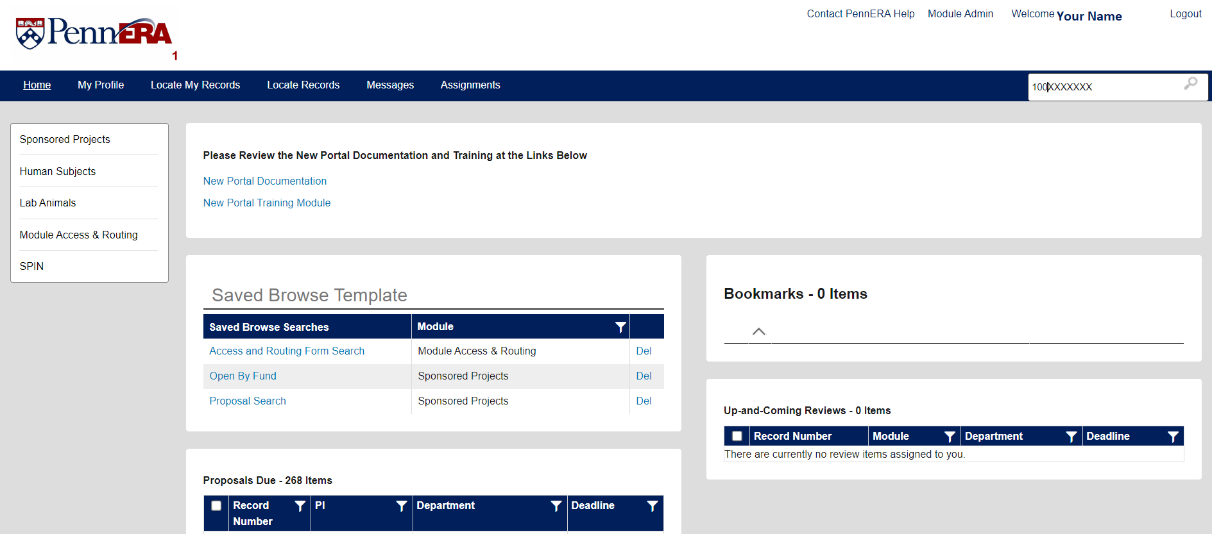 Contact PennERA Help Module Admin Welcome Your Name Logout
PennERA
1
Home My Profile Locate My Records Locate Records Messages Assignments 100XXXXXXX
Sponsored Projects
Human Subjects
Lab Animals
Module Access & Routing
SPIN
Please Review the New Portal Documentation and Training at the Links Below
New Portal Documentation
New Portal Training Module
Saved Browse Template
Saved Browse Searches Module
Access and Routing Form Search Module Access & Routing Del
Open By Fund Sponsored Projects Del
Proposal Search Sponsored Projects Del
Bookmarks - 0 Items
Up-and-Coming Reviews - 0 Items
Record Number Module Department Deadline
There are currently no review items assigned to you.
Proposals Due - 268 Items
Record Number PI Department Deadline